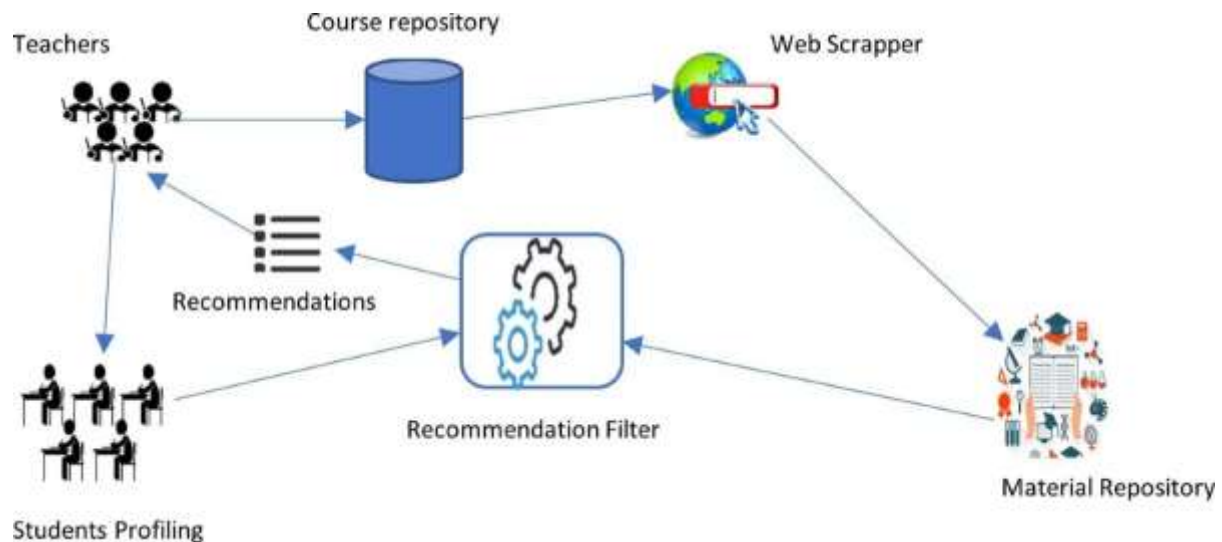 Course repository
Teachers
Web Scrapper
Recommendations
Recommendation Filter
Material Repository
Students Profiling